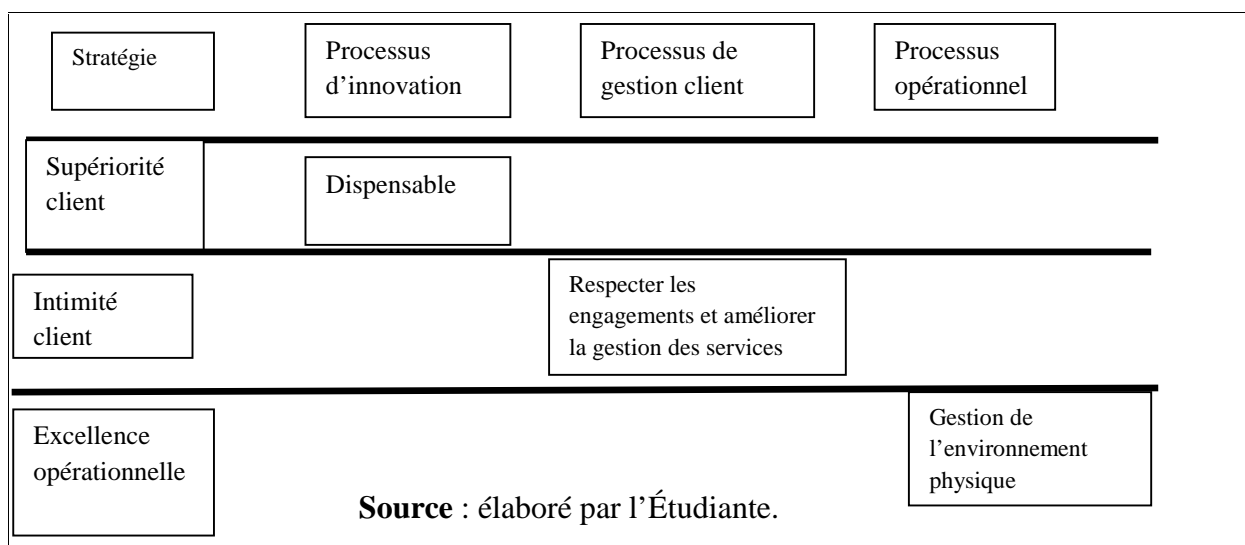 Stratégie
Processus
d’innovation
Processus de
gestion client
Processus
opérationnel
Supériorité
client
Dispensable
Intimité
client
Respecter les
engagements et améliorer
la gestion des services
Excellence
opérationnelle
Gestion de
l’environnement
physique
Source : élaboré par l’Étudiante.